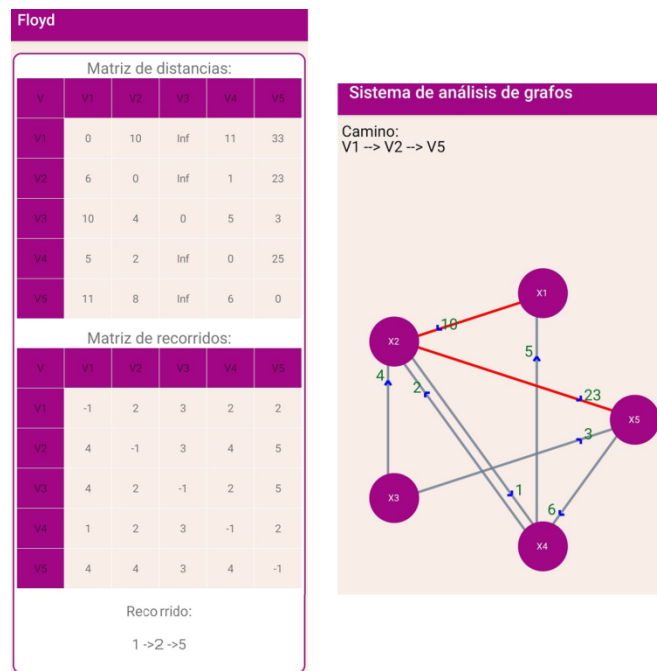 Floyd
Matriz de distancias:
V V1 V2 V3 V4 V5
V1 0 10 Inf 11 33
V2 6 0 Inf 1 23
V3 10 4 0 5 3
V4 5 2 Inf 0 25
V5 11 8 Inf 6 0
Matriz de recorridos:
V V1 V2 V3 V4 V5
V1 -1 2 3 2 2
V2 4 -1 3 4 5
V3 4 2 -1 2 5
V4 1 2 3 -1 2
V5 4 4 3 4 -1
Recorrido:
1 ->2 ->5
Sistema de análisis de grafos
Camino:
V1 --> V2 --> V5
X1
10
X2
5
4
2
23
X5
3
X3
1
6
X4